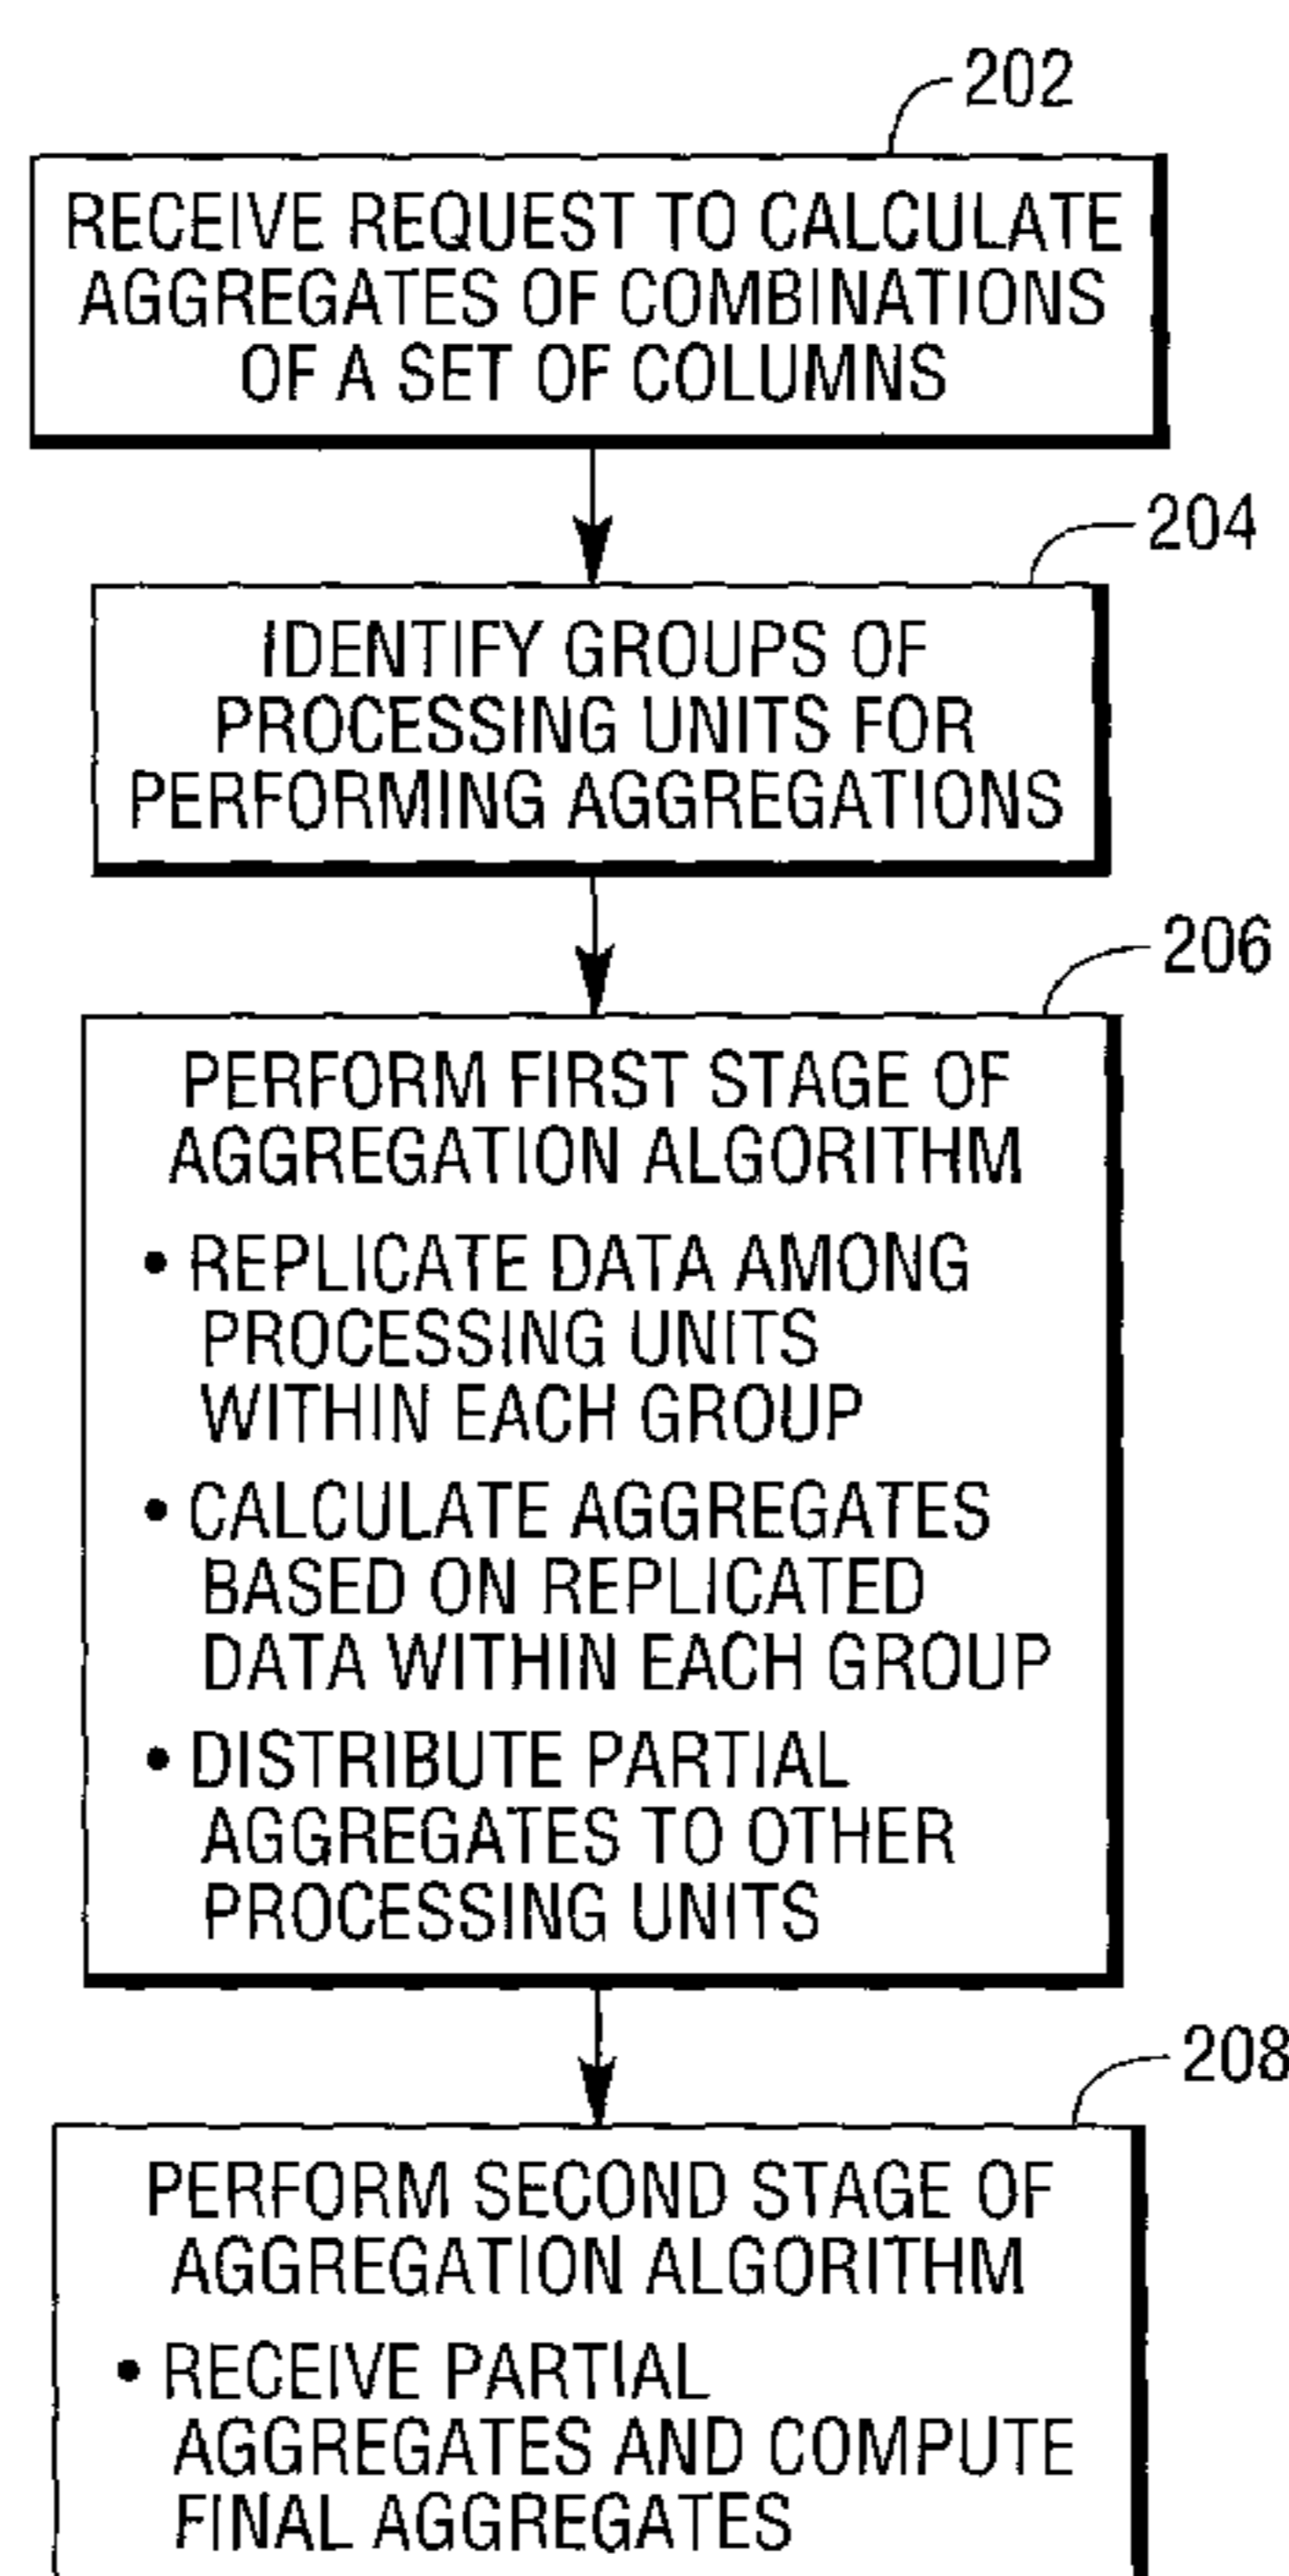 202
RECEIVE REQUEST TO CALCULATE
AGGREGATES OF COMBINATIONS
OF A SET OF COLUMNS
204
IDENTIFY GROUPS OF
PROCESSING UNITS FOR
PERFORMING AGGREGATIONS
206
PERFORM FIRST STAGE OF
AGGREGATION ALGORITHM
• REPLICATE DATA AMONG
PROCESSING UNITS
WITHIN EACH GROUP
• CALCULATE AGGREGATES
BASED ON REPLICATED
DATA WITHIN EACH GROUP
• DISTRIBUTE PARTIAL
AGGREGATES TO OTHER
PROCESSING UNITS
208
PERFORM SECOND STAGE OF
AGGREGATION ALGORITHM
• RECEIVE PARTIAL
AGGREGATES AND COMPUTE
FINAL AGGREGATES